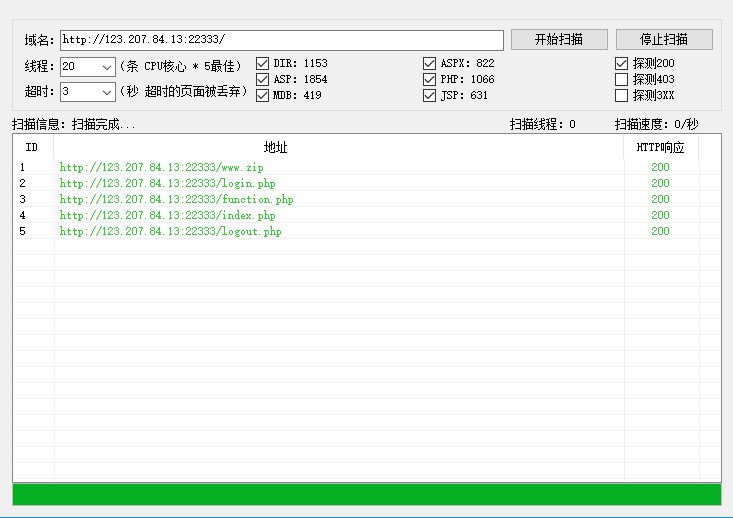 域名: http://123.207.84.13:22333/ 开始扫描 停止扫描
线程: 20 (条 CPU核心 * 5最佳) DIR: 1153 ASPX: 822 探测200
ASP: 1854 PHP: 1066 探测403
超时: 3 (秒 超时的页面被丢弃) MDB: 419 JSP: 631 探测3XX
扫描信息: 扫描完成... 扫描线程: 0 扫描速度: 0/秒
ID 地址 HTTP响应
1 http://123.207.84.13:22333/www.zip 200
2 http://123.207.84.13:22333/login.php 200
3 http://123.207.84.13:22333/function.php 200
4 http://123.207.84.13:22333/index.php 200
5 http://123.207.84.13:22333/logout.php 200